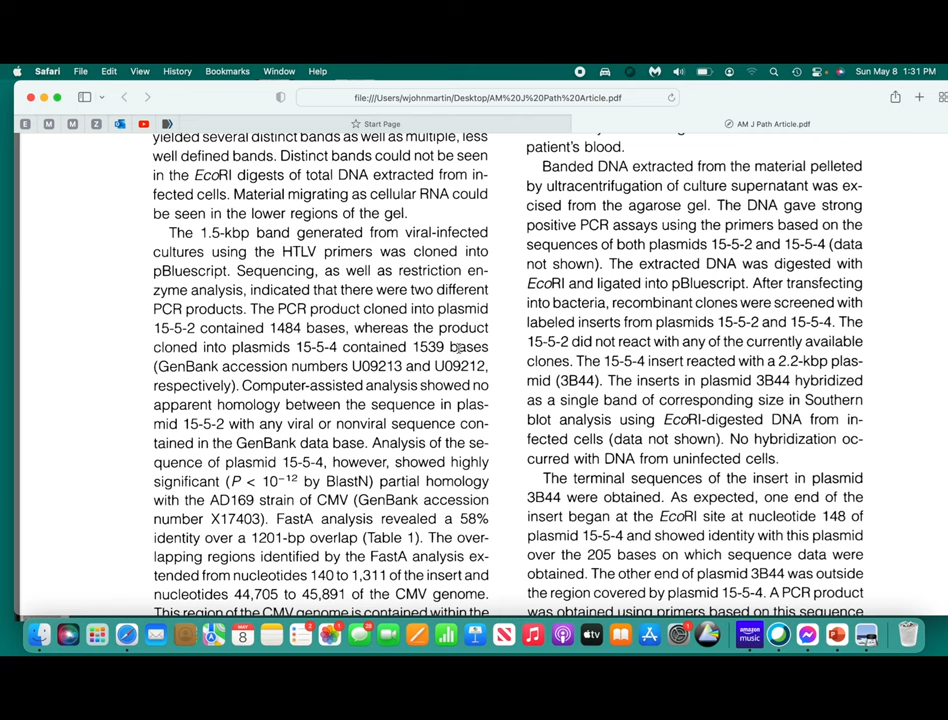 Safari File Edit View History Bookmarks Window Help Sun May 8 1:31 PM
file:///Users/wjohnmartin/Desktop/AM%20J%20Path%20Article.pdf
Start Page
AM J Path Article.pdf
yielded several distinct bands as well as multiple, less
well defined bands. Distinct bands could not be seen
in the EcoRI digests of total DNA extracted from in-
fected cells. Material migrating as cellular RNA could
be seen in the lower regions of the gel.
The 1.5-kbp band generated from viral-infected
cultures using the HTLV primers was cloned into
pBluescript. Sequencing, as well as restriction en-
zyme analysis, indicated that there were two different
PCR products. The PCR product cloned into plasmid
15-5-2 contained 1484 bases, whereas the product
cloned into plasmids 15-5-4 contained 1539 bases
(GenBank accession numbers U09213 and U09212,
respectively). Computer-assisted analysis showed no
apparent homology between the sequence in plas-
mid 15-5-2 with any viral or nonviral sequence con-
tained in the GenBank data base. Analysis of the se-
quence of plasmid 15-5-4, however, showed highly
significant (P < 10⁻¹² by BlastN) partial homology
with the AD169 strain of CMV (GenBank accession
number X17403). FastA analysis revealed a 58%
identity over a 1201-bp overlap (Table 1). The over-
lapping regions identified by the FastA analysis ex-
tended from nucleotides 140 to 1,311 of the insert and
nucleotides 44,705 to 45,891 of the CMV genome.
This region of the CMV genome is contained within the
patient's blood.
Banded DNA extracted from the material pelleted
by ultracentrifugation of culture supernatant was ex-
cised from the agarose gel. The DNA gave strong
positive PCR assays using the primers based on the
sequences of both plasmids 15-5-2 and 15-5-4 (data
not shown). The extracted DNA was digested with
EcoRI and ligated into pBluescript. After transfecting
into bacteria, recombinant clones were screened with
labeled inserts from plasmids 15-5-2 and 15-5-4. The
15-5-2 did not react with any of the currently available
clones. The 15-5-4 insert reacted with a 2.2-kbp plas-
mid (3B44). The inserts in plasmid 3B44 hybridized
as a single band of corresponding size in Southern
blot analysis using EcoRI-digested DNA from in-
fected cells (data not shown). No hybridization oc-
curred with DNA from uninfected cells.
The terminal sequences of the insert in plasmid
3B44 were obtained. As expected, one end of the
insert began at the EcoRI site at nucleotide 148 of
plasmid 15-5-4 and showed identity with this plasmid
over the 205 bases on which sequence data were
obtained. The other end of plasmid 3B44 was outside
the region covered by plasmid 15-5-4. A PCR product
was obtained using primers based on this sequence